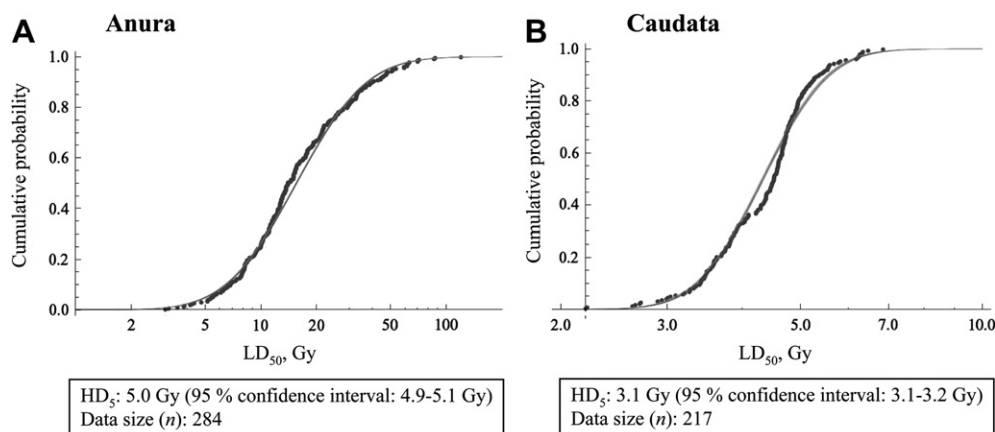 A Anura
B Caudata
Cumulative probability
1.0
0.8
0.6
0.4
0.2
0.0
2 5 10 20 50 100
LD50, Gy
HD5: 5.0 Gy (95 % confidence interval: 4.9-5.1 Gy)
Data size (n): 284
Cumulative probability
1.0
0.8
0.6
0.4
0.2
0.0
2.0 3.0 5.0 7.0 10.0
LD50, Gy
HD5: 3.1 Gy (95 % confidence interval: 3.1-3.2 Gy)
Data size (n): 217